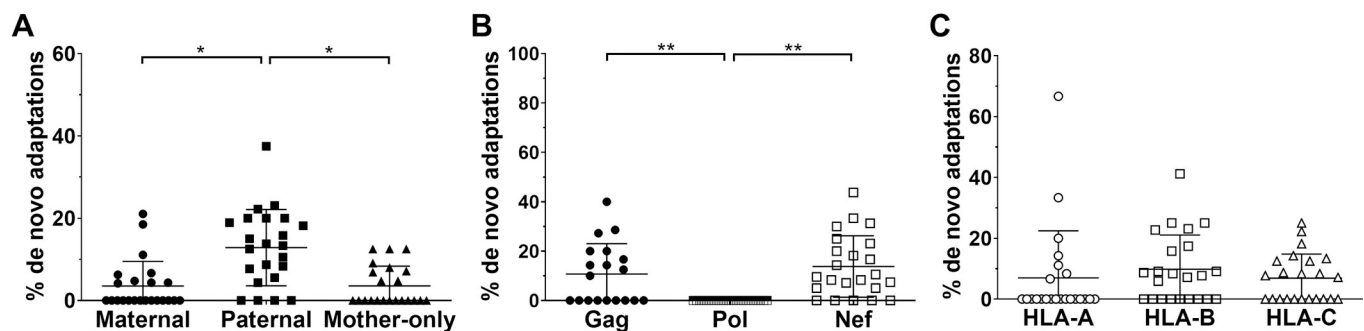 A
% de novo adaptations
60
40
20
0
*
*
Maternal Paternal Mother-only
B
% de novo adaptations
100
80
60
40
20
0
**
**
Gag Pol Nef
C
% de novo adaptations
80
60
40
20
0
HLA-A HLA-B HLA-C